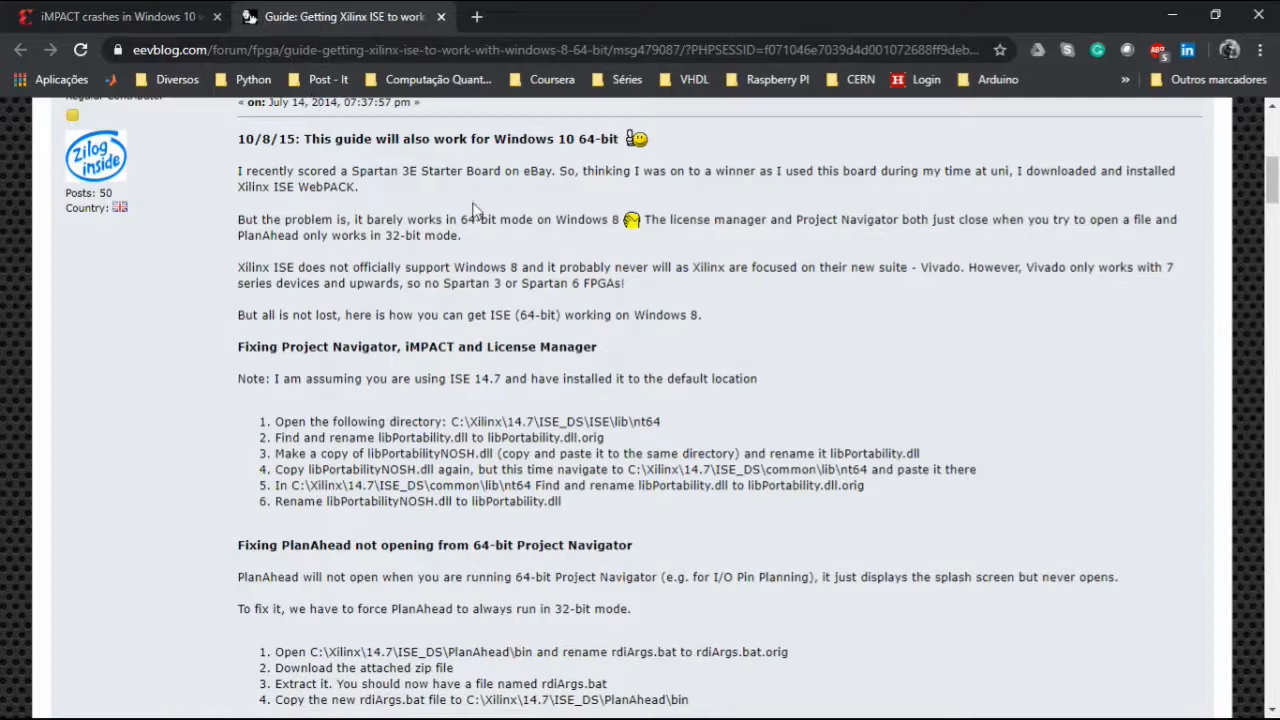 iMPACT crashes in Windows 10 w
Guide: Getting Xilinx ISE to work
eevblog.com/forum/fpga/guide-getting-xilinx-ise-to-work-with-windows-8-64-bit/msg479087/?PHPSESSID=f071046e7039d4d001072688ff9deb...
Aplicações Diversos Python Post - It Computação Quant... Coursera Séries VHDL Raspberry PI CERN Login Arduino » Outros marcadores
« on: July 14, 2014, 07:37:57 pm »
10/8/15: This guide will also work for Windows 10 64-bit
Zilog inside
I recently scored a Spartan 3E Starter Board on eBay. So, thinking I was on to a winner as I used this board during my time at uni, I downloaded and installed
Xilinx ISE WebPACK.
Posts: 50
Country:
But the problem is, it barely works in 64-bit mode on Windows 8 The license manager and Project Navigator both just close when you try to open a file and
PlanAhead only works in 32-bit mode.
Xilinx ISE does not officially support Windows 8 and it probably never will as Xilinx are focused on their new suite - Vivado. However, Vivado only works with 7
series devices and upwards, so no Spartan 3 or Spartan 6 FPGAs!
But all is not lost, here is how you can get ISE (64-bit) working on Windows 8.
Fixing Project Navigator, iMPACT and License Manager
Note: I am assuming you are using ISE 14.7 and have installed it to the default location
1. Open the following directory: C:\Xilinx\14.7\ISE_DS\ISE\lib\nt64
2. Find and rename libPortability.dll to libPortability.dll.orig
3. Make a copy of libPortabilityNOSH.dll (copy and paste it to the same directory) and rename it libPortability.dll
4. Copy libPortabilityNOSH.dll again, but this time navigate to C:\Xilinx\14.7\ISE_DS\common\lib\nt64 and paste it there
5. In C:\Xilinx\14.7\ISE_DS\common\lib\nt64 Find and rename libPortability.dll to libPortability.dll.orig
6. Rename libPortabilityNOSH.dll to libPortability.dll
Fixing PlanAhead not opening from 64-bit Project Navigator
PlanAhead will not open when you are running 64-bit Project Navigator (e.g. for I/O Pin Planning), it just displays the splash screen but never opens.
To fix it, we have to force PlanAhead to always run in 32-bit mode.
1. Open C:\Xilinx\14.7\ISE_DS\PlanAhead\bin and rename rdiArgs.bat to rdiArgs.bat.orig
2. Download the attached zip file
3. Extract it. You should now have a file named rdiArgs.bat
4. Copy the new rdiArgs.bat file to C:\Xilinx\14.7\ISE_DS\PlanAhead\bin